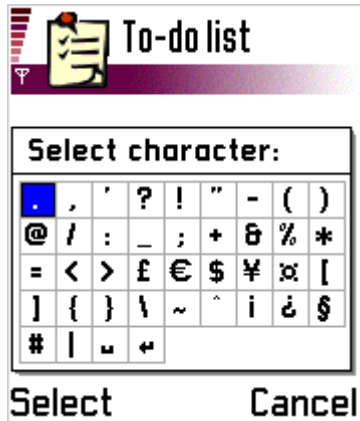 To-do list
Select character:
. , ' ? ! " - ( )
@ / : _ ; + & % *
= < > £ € $ ¥ ¤ [
] { } \ ~ ^ ¡ ¿ §
# | ␣ ↵
Select Cancel